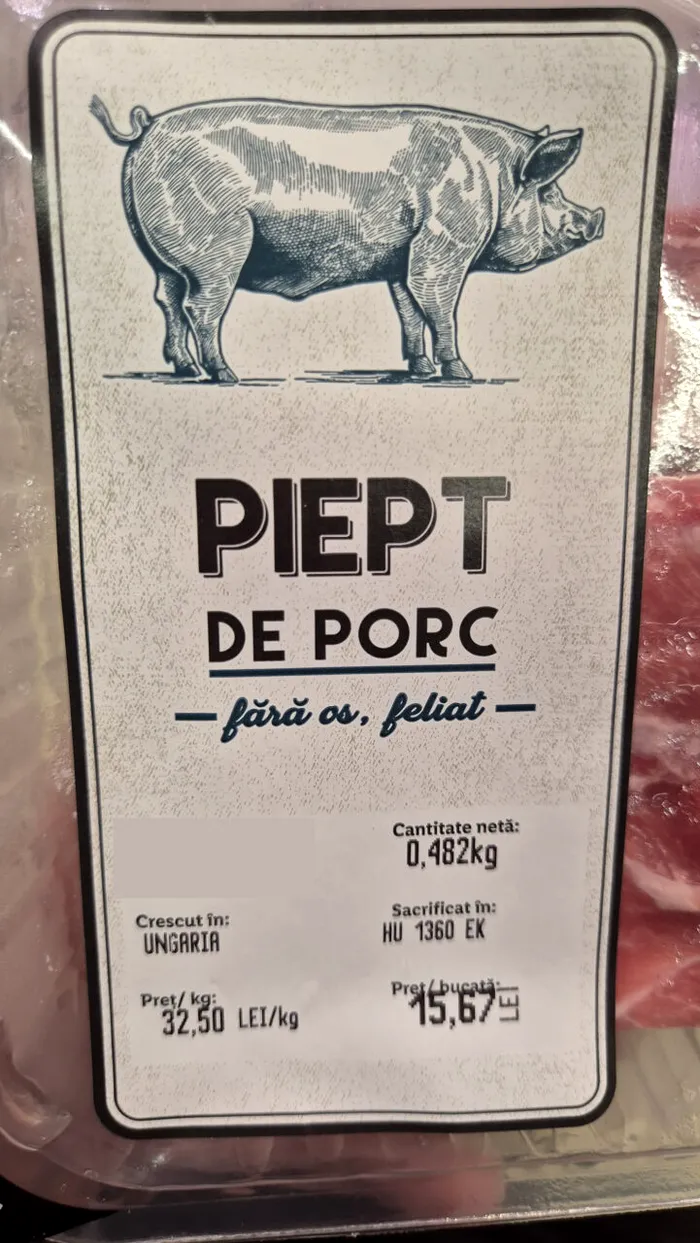 PIEPT
DE PORC
fără os, feliat
Cantitate netă:
0,482kg
Crescut în:
UNGARIA
Sacrificat în:
HU 1360 EK
Preț/ kg:
32,50 LEI/kg
Preț/ bucată:
15,67 LEI